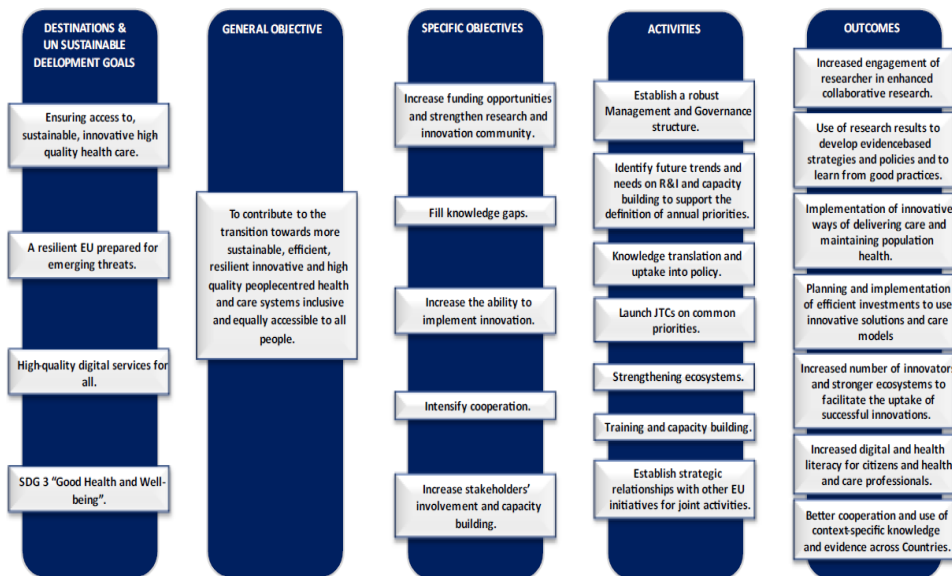 DESTINATIONS &
UN SUSTAINABLE
DEELOPMENT GOALS
Ensuring access to,
sustainable, innovative high
quality health care.
A resilient EU prepared for
emerging threats.
High-quality digital services for
all.
SDG 3 “Good Health and Well-
being”.
GENERAL OBJECTIVE
To contribute to the
transition towards more
sustainable, efficient,
resilient innovative and high
quality peoplecentred health
and care systems inclusive
and equally accessible to all
people.
SPECIFIC OBJECTIVES
Increase funding opportunities
and strengthen research and
innovation community.
Fill knowledge gaps.
Increase the ability to
implement innovation.
Intensify cooperation.
Increase stakeholders’
involvement and capacity
building.
ACTIVITIES
Establish a robust
Management and Governance
structure.
Identify future trends and
needs on R&I and capacity
building to support the
definition of annual priorities.
Knowledge translation and
uptake into policy.
Launch JTCs on common
priorities.
Strengthening ecosystems.
Training and capacity building.
Establish strategic
relationships with other EU
initiatives for joint activities.
OUTCOMES
Increased engagement of
researcher in enhanced
collaborative research.
Use of research results to
develop evidencebased
strategies and policies and to
learn from good practices.
Implementation of innovative
ways of delivering care and
maintaining population
health.
Planning and implementation
of efficient investments to use
innovative solutions and care
models
Increased number of innovators
and stronger ecosystems to
facilitate the uptake of
successful innovations.
Increased digital and health
literacy for citizens and health
and care professionals.
Better cooperation and use of
context-specific knowledge
and evidence across Countries.